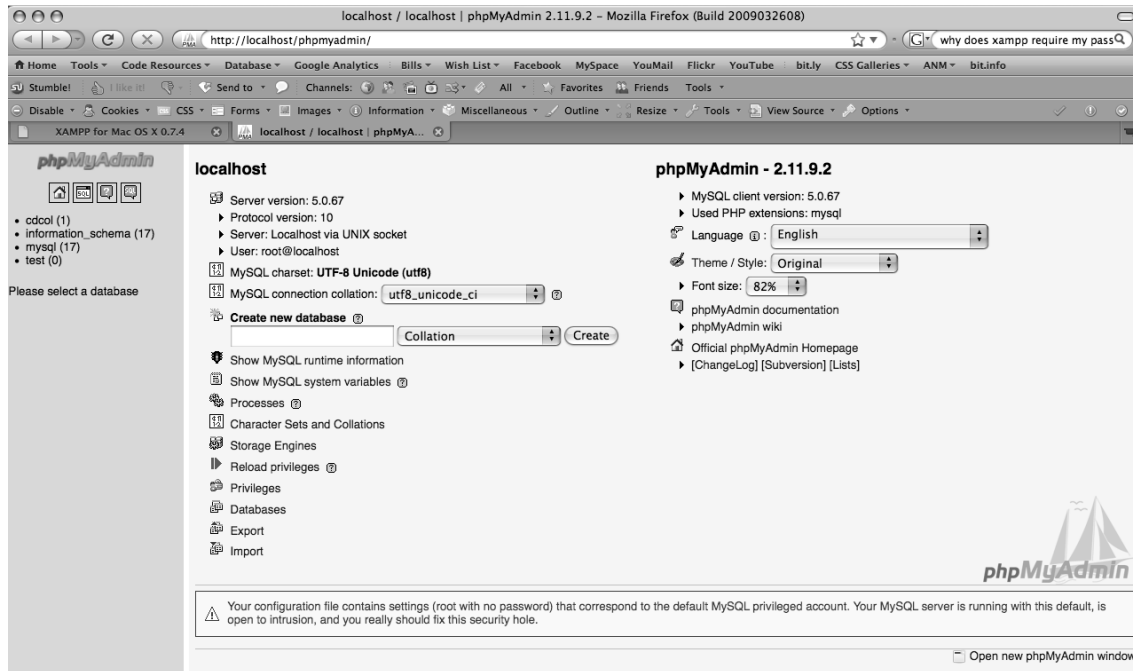 localhost / localhost | phpMyAdmin 2.11.9.2 – Mozilla Firefox (Build 2009032608)
http://localhost/phpmyadmin/
why does xampp require my pass
Home Tools Code Resources Database Google Analytics Bills Wish List Facebook MySpace YouMail Flickr YouTube bit.ly CSS Galleries ANM bit.info
Stumble! I like it! Send to Channels: All Favorites Friends Tools
Disable Cookies CSS Forms Images Information Miscellaneous Outline Resize Tools View Source Options
XAMPP for Mac OS X 0.7.4
localhost / localhost | phpMyA...
phpMyAdmin
cdcol (1)
information_schema (17)
mysql (17)
test (0)
Please select a database
localhost
Server version: 5.0.67
Protocol version: 10
Server: Localhost via UNIX socket
User: root@localhost
MySQL charset: UTF-8 Unicode (utf8)
MySQL connection collation: utf8_unicode_ci
Create new database
Collation Create
Show MySQL runtime information
Show MySQL system variables
Processes
Character Sets and Collations
Storage Engines
Reload privileges
Privileges
Databases
Export
Import
phpMyAdmin - 2.11.9.2
MySQL client version: 5.0.67
Used PHP extensions: mysql
Language : English
Theme / Style: Original
Font size: 82%
phpMyAdmin documentation
phpMyAdmin wiki
Official phpMyAdmin Homepage
[ChangeLog] [Subversion] [Lists]
phpMyAdmin
Your configuration file contains settings (root with no password) that correspond to the default MySQL privileged account. Your MySQL server is running with this default, is
open to intrusion, and you really should fix this security hole.
Open new phpMyAdmin window